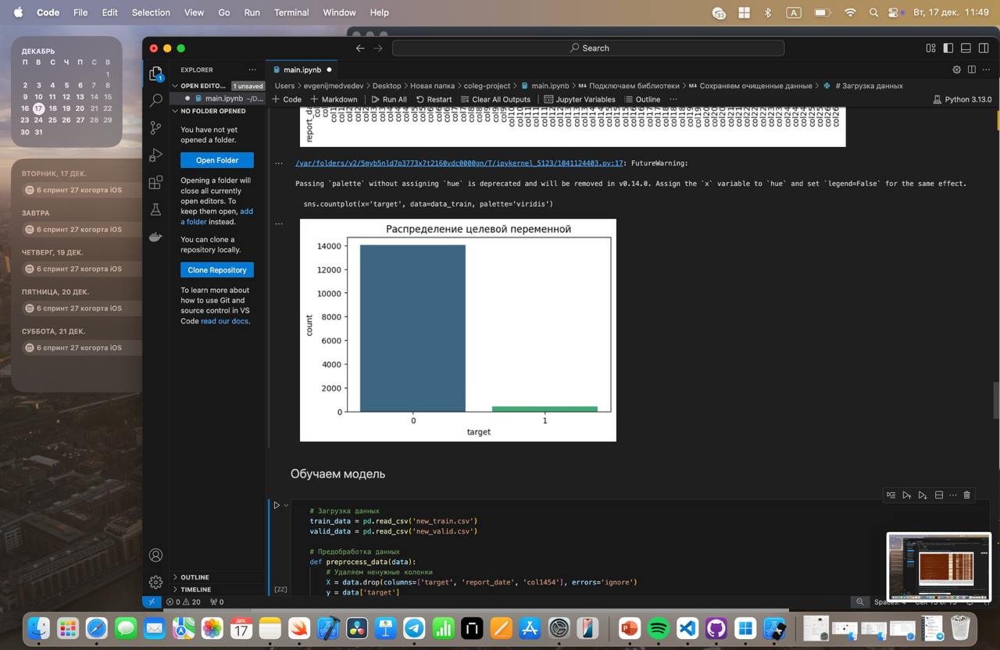 Code File Edit Selection View Go Run Terminal Window Help
33 A Вт, 17 дек. 11:49
ДЕКАБРЬ
П В С Ч П С В
1
2 3 4 5 6 7 8
9 10 11 12 13 14 15
16 17 18 19 20 21 22
23 24 25 26 27 28 29
30 31
ВТОРНИК, 17 ДЕК.
6 спринт 27 когорта iOS
ЗАВТРА
6 спринт 27 когорта iOS
ЧЕТВЕРГ, 19 ДЕК.
6 спринт 27 когорта iOS
ПЯТНИЦА, 20 ДЕК.
6 спринт 27 когорта iOS
СУББОТА, 21 ДЕК.
6 спринт 27 когорта iOS
Search
EXPLORER ...
OPEN EDITO... 1 unsaved
main.ipynb ~/D...
NO FOLDER OPENED
You have not yet
opened a folder.
Open Folder
Opening a folder will
close all currently
open editors. To
keep them open, add
a folder instead.
You can clone a
repository locally.
Clone Repository
To learn more about
how to use Git and
source control in VS
Code read our docs.
OUTLINE
TIMELINE
main.ipynb
Users > evgenijmedvedev > Desktop > Новая папка > coleg-project > main.ipynb > Подключаем библиотеки > Сохраняем очищенные данные > # Загрузка данных
+ Code + Markdown Run All Restart Clear All Outputs Jupyter Variables Outline ... Python 3.13.0
/var/folders/v2/5myb5nld7p3773x7t2160vdc0000gn/T/ipykernel_5123/1041124403.py:17: FutureWarning:
Passing `palette` without assigning `hue` is deprecated and will be removed in v0.14.0. Assign the `x` variable to `hue` and set `legend=False` for the same effect.
sns.countplot(x='target', data=data_train, palette='viridis')
Распределение целевой переменной
14000
12000
10000
8000
6000
4000
2000
0
count
0 1
target
Обучаем модель
# Загрузка данных
train_data = pd.read_csv('new_train.csv')
valid_data = pd.read_csv('new_valid.csv')
# Предобработка данных
def preprocess_data(data):
# Удаляем ненужные колонки
X = data.drop(columns=['target', 'report_date', 'col1454'], errors='ignore')
y = data['target']
[22]
0 20 0
ДЕК.
17